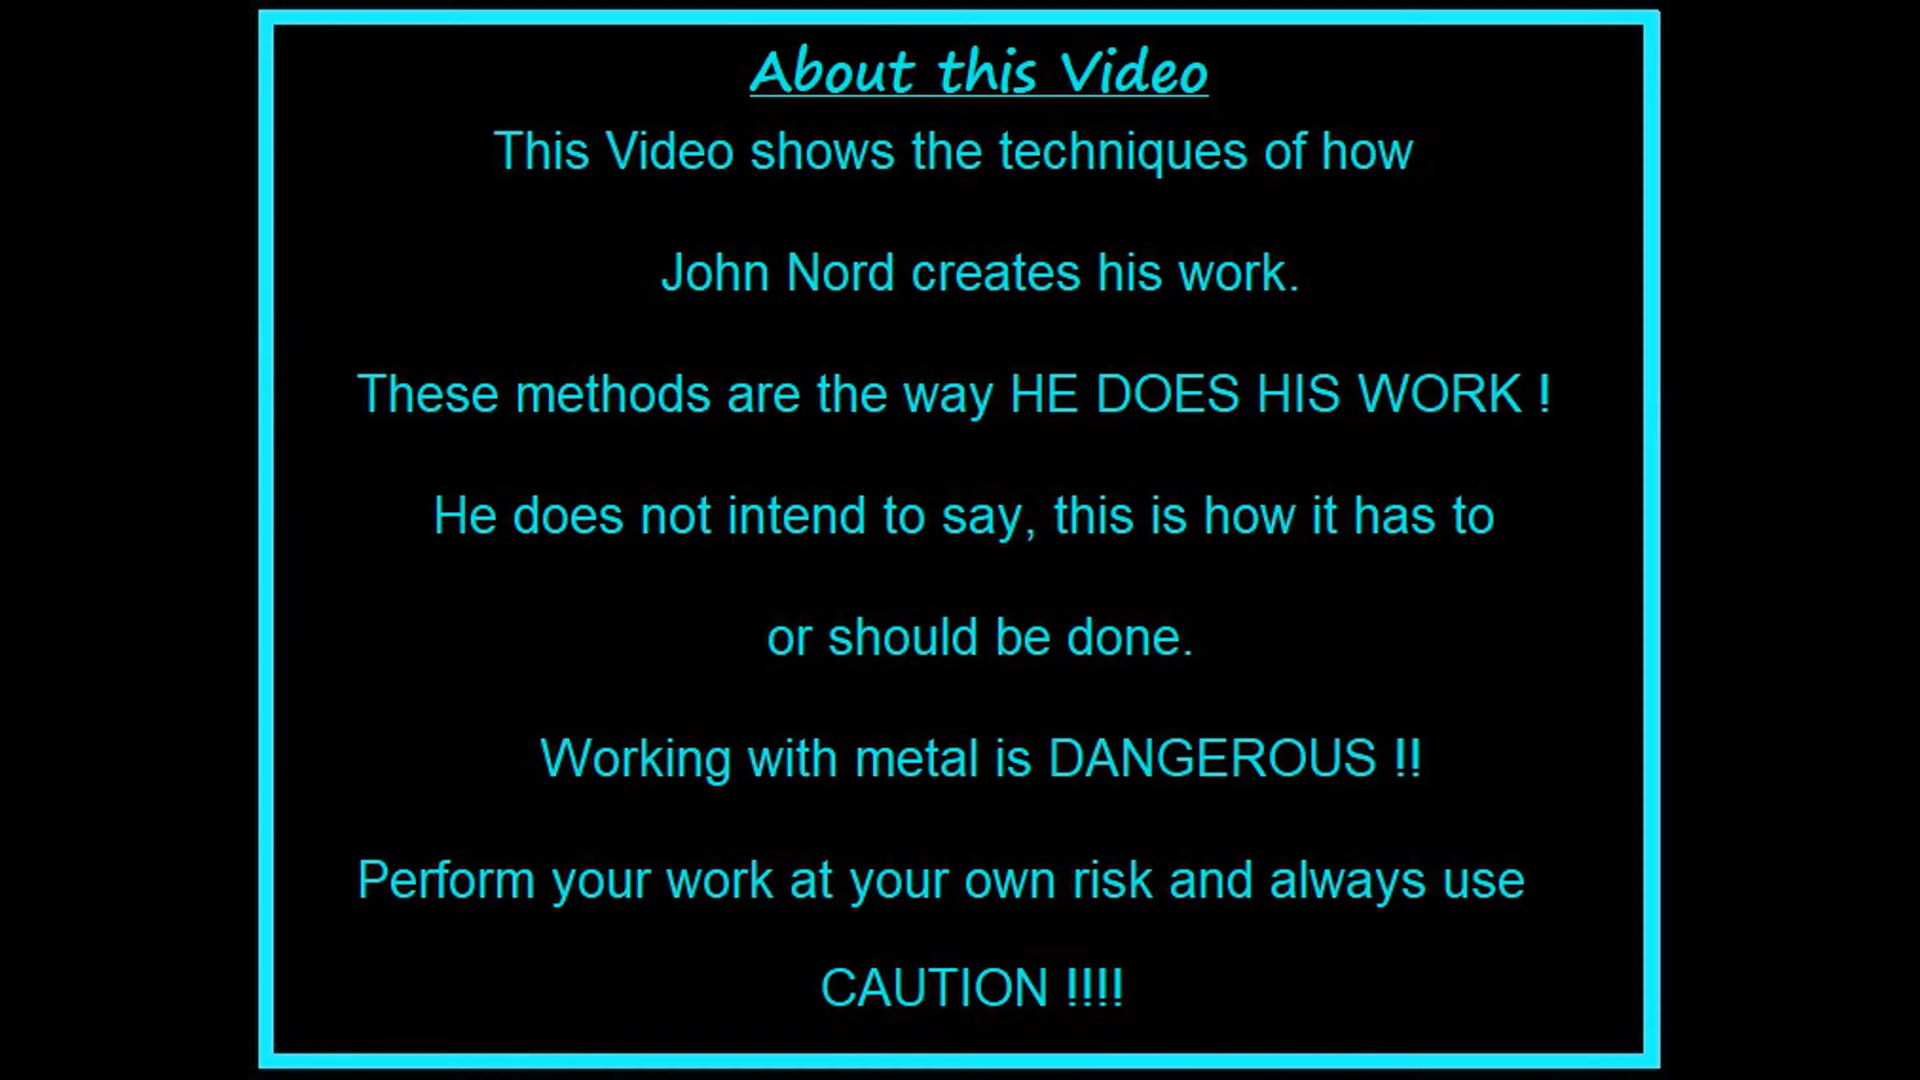 About this Video
This Video shows the techniques of how
John Nord creates his work.
These methods are the way HE DOES HIS WORK !
He does not intend to say, this is how it has to
or should be done.
Working with metal is DANGEROUS !!
Perform your work at your own risk and always use
CAUTION !!!!